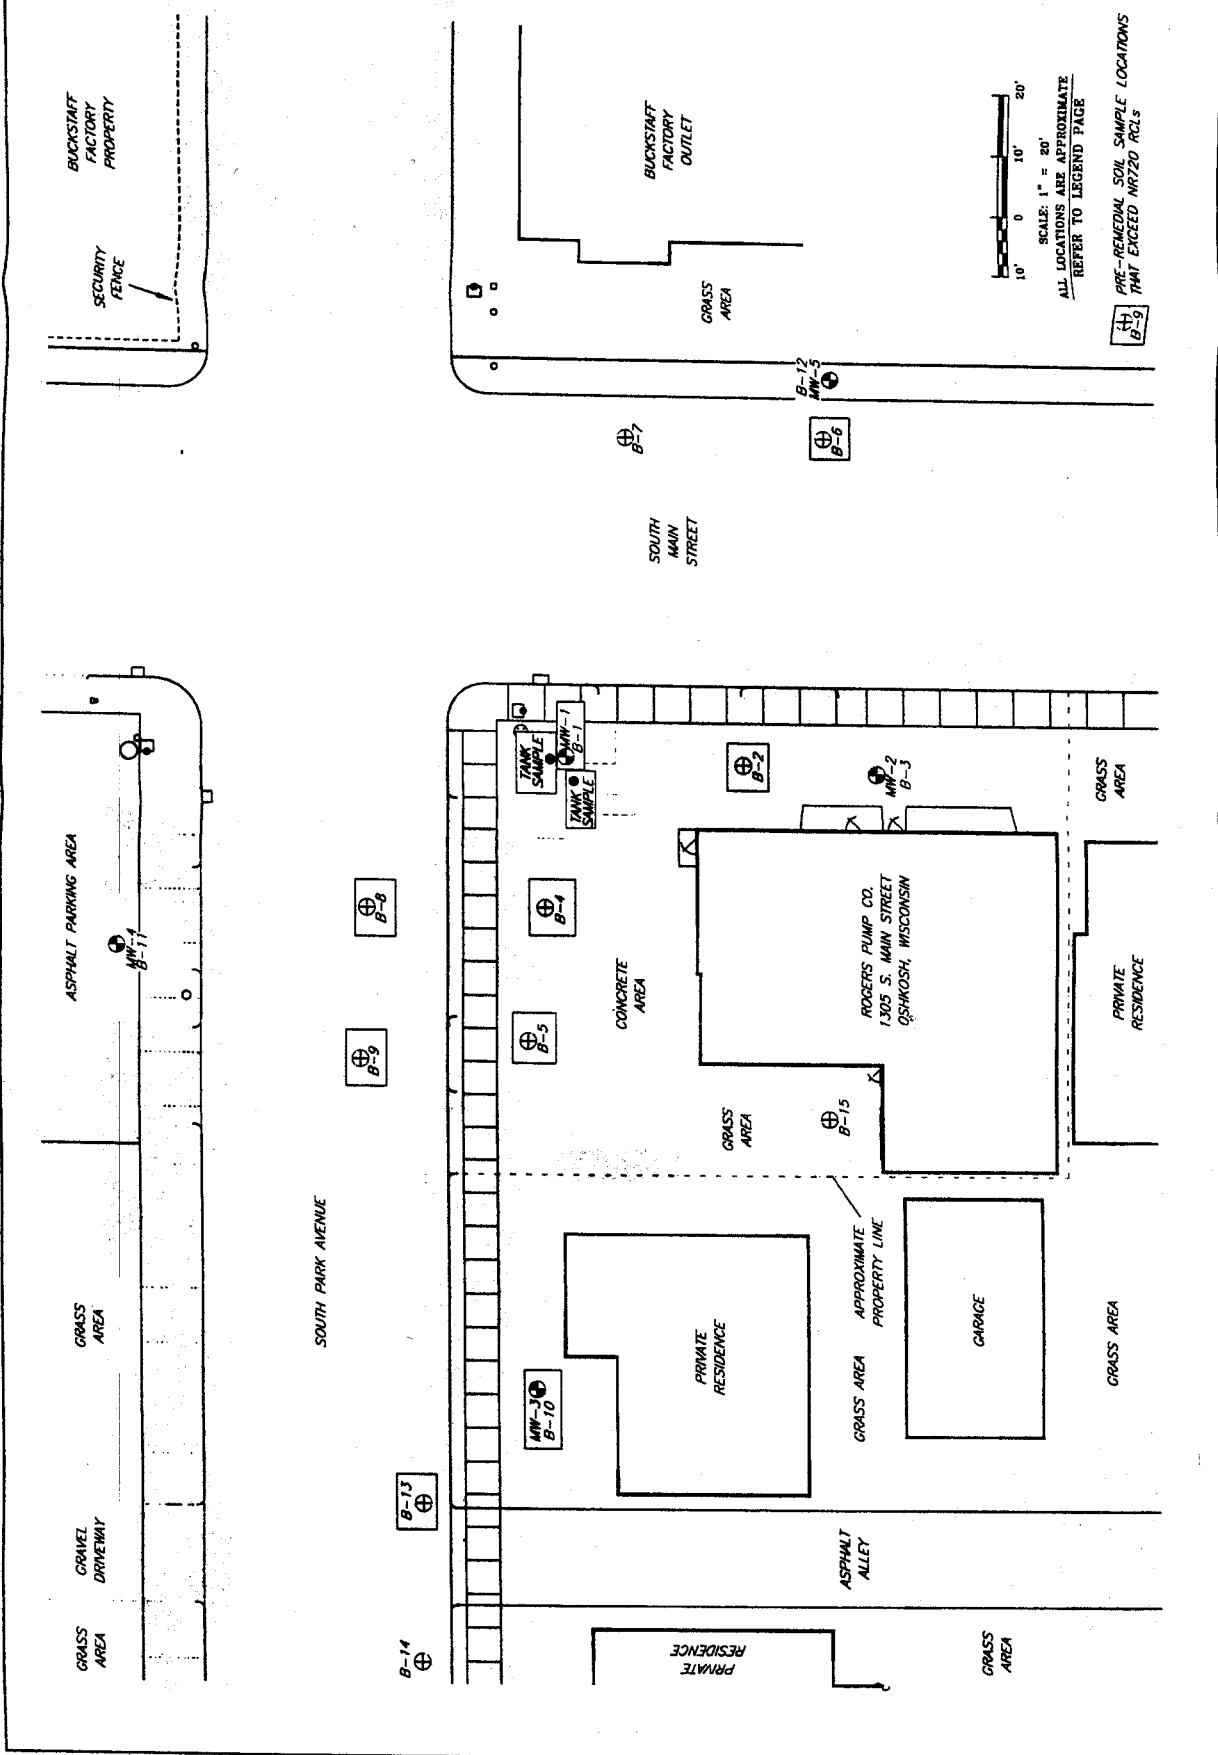 GRASS
AREA
GRAVEL
DRIVEWAY
GRASS
AREA
ASPHALT PARKING AREA
MW-4
B-11
SECURITY
FENCE
BUCKSTAFF
FACTORY
PROPERTY
SOUTH PARK AVENUE
B-14
B-13
B-9
B-8
MW-3
B-10
B-5
B-4
TANK
SAMPLE
MW-1
B-1
TANK
SAMPLE
CONCRETE
AREA
SOUTH
MAIN
STREET
B-7
B-6
B-12
MW-5
GRASS
AREA
BUCKSTAFF
FACTORY
OUTLET
PRIVATE
RESIDENCE
PRIVATE
RESIDENCE
GRASS
AREA
B-15
B-2
MW-2
B-3
ROGERS PUMP CO.
1305 S. MAIN STREET
OSHKOSH, WISCONSIN
ASPHALT
ALLEY
GRASS AREA
APPROXIMATE
PROPERTY LINE
GARAGE
GRASS
AREA
GRASS AREA
PRIVATE
RESIDENCE
GRASS
AREA
10' 0 10' 20'
SCALE: 1" = 20'
ALL LOCATIONS ARE APPROXIMATE
REFER TO LEGEND PAGE
B-9
PRE-REMEDIAL SOIL SAMPLE LOCATIONS
THAT EXCEED NR720 RCLs